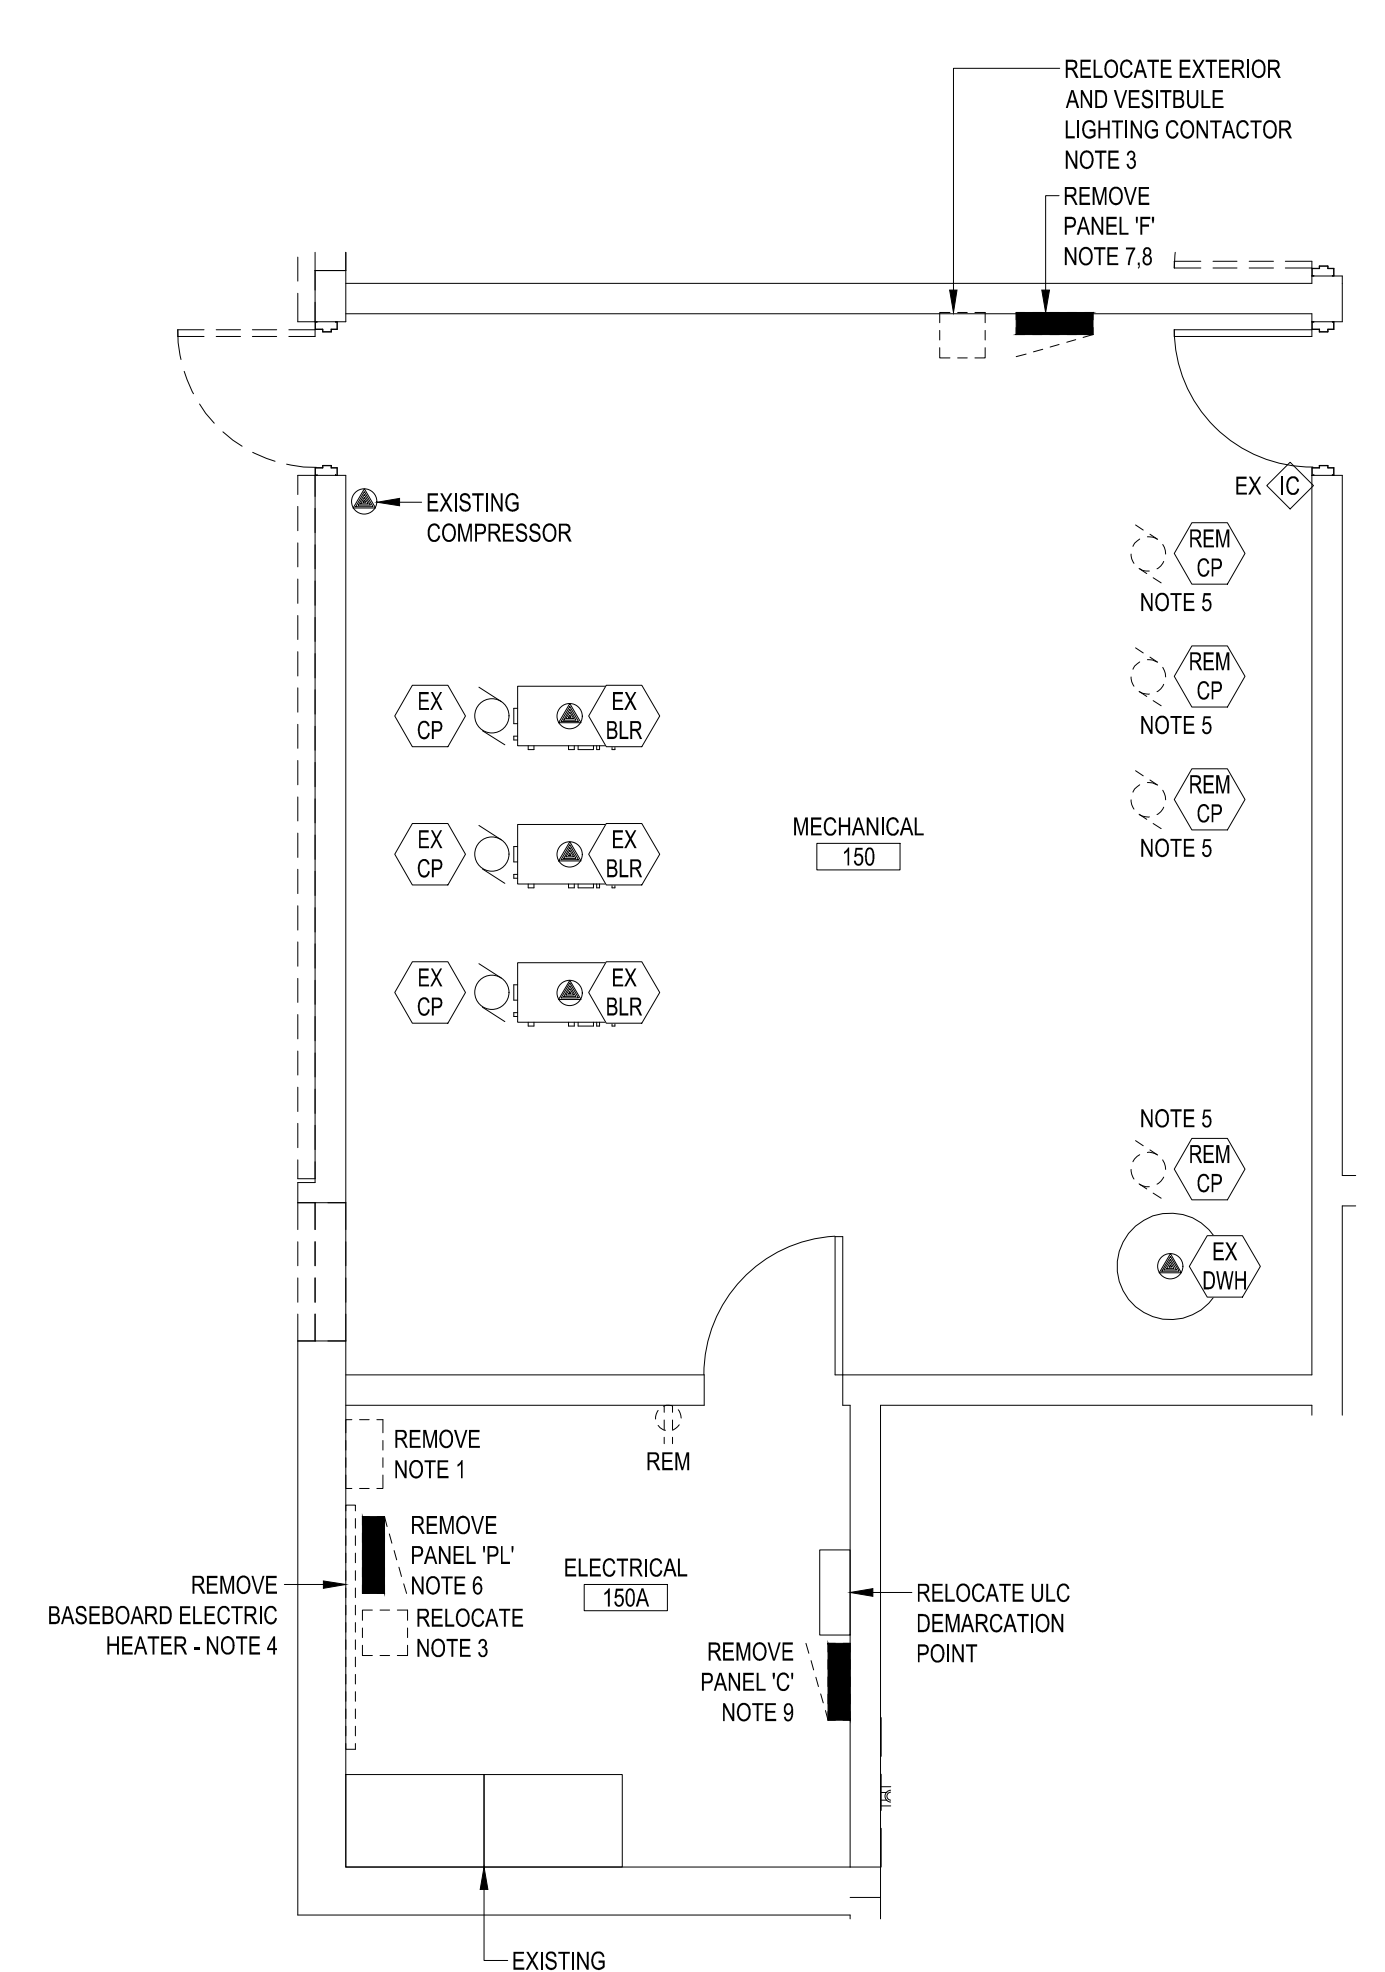 RELOCATE EXTERIOR
AND VESITBULE
LIGHTING CONTACTOR
NOTE 3
REMOVE
PANEL 'F'
NOTE 7,8
EXISTING
COMPRESSOR
EX IC
REM
CP
NOTE 5
REM
CP
NOTE 5
REM
CP
NOTE 5
EX
CP
EX
BLR
EX
CP
EX
BLR
EX
CP
EX
BLR
MECHANICAL
150
NOTE 5
REM
CP
EX
DWH
REMOVE
NOTE 1
REM
REMOVE
PANEL 'PL'
NOTE 6
RELOCATE
NOTE 3
REMOVE
BASEBOARD ELECTRIC
HEATER - NOTE 4
ELECTRICAL
150A
RELOCATE ULC
DEMARCATION
POINT
REMOVE
PANEL 'C'
NOTE 9
EXISTING